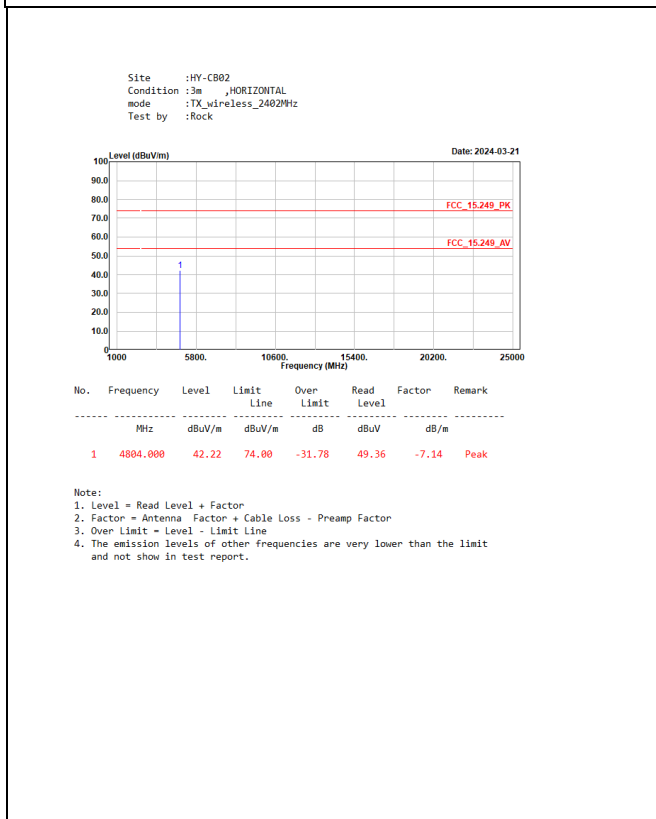 Site :HY-CB02
Condition :3m ,HORIZONTAL
mode :TX_wireless_2402MHz
Test by :Rock
Level (dBuV/m) Date: 2024-03-21
100
90.0
80.0
FCC_15.249_PK
70.0
60.0
FCC_15.249_AV
50.0
1
40.0
30.0
20.0
10.0
0
1000 5800. 10600. 15400. 20200. 25000
Frequency (MHz)
No. Frequency Level Limit Over Read Factor Remark
Line Limit Level
------ ----------- -------- --------- --------- --------- -------- ---------
MHz dBuV/m dBuV/m dB dBuV dB/m
1 4804.000 42.22 74.00 -31.78 49.36 -7.14 Peak
Note:
1. Level = Read Level + Factor
2. Factor = Antenna Factor + Cable Loss - Preamp Factor
3. Over Limit = Level - Limit Line
4. The emission levels of other frequencies are very lower than the limit
and not show in test report.